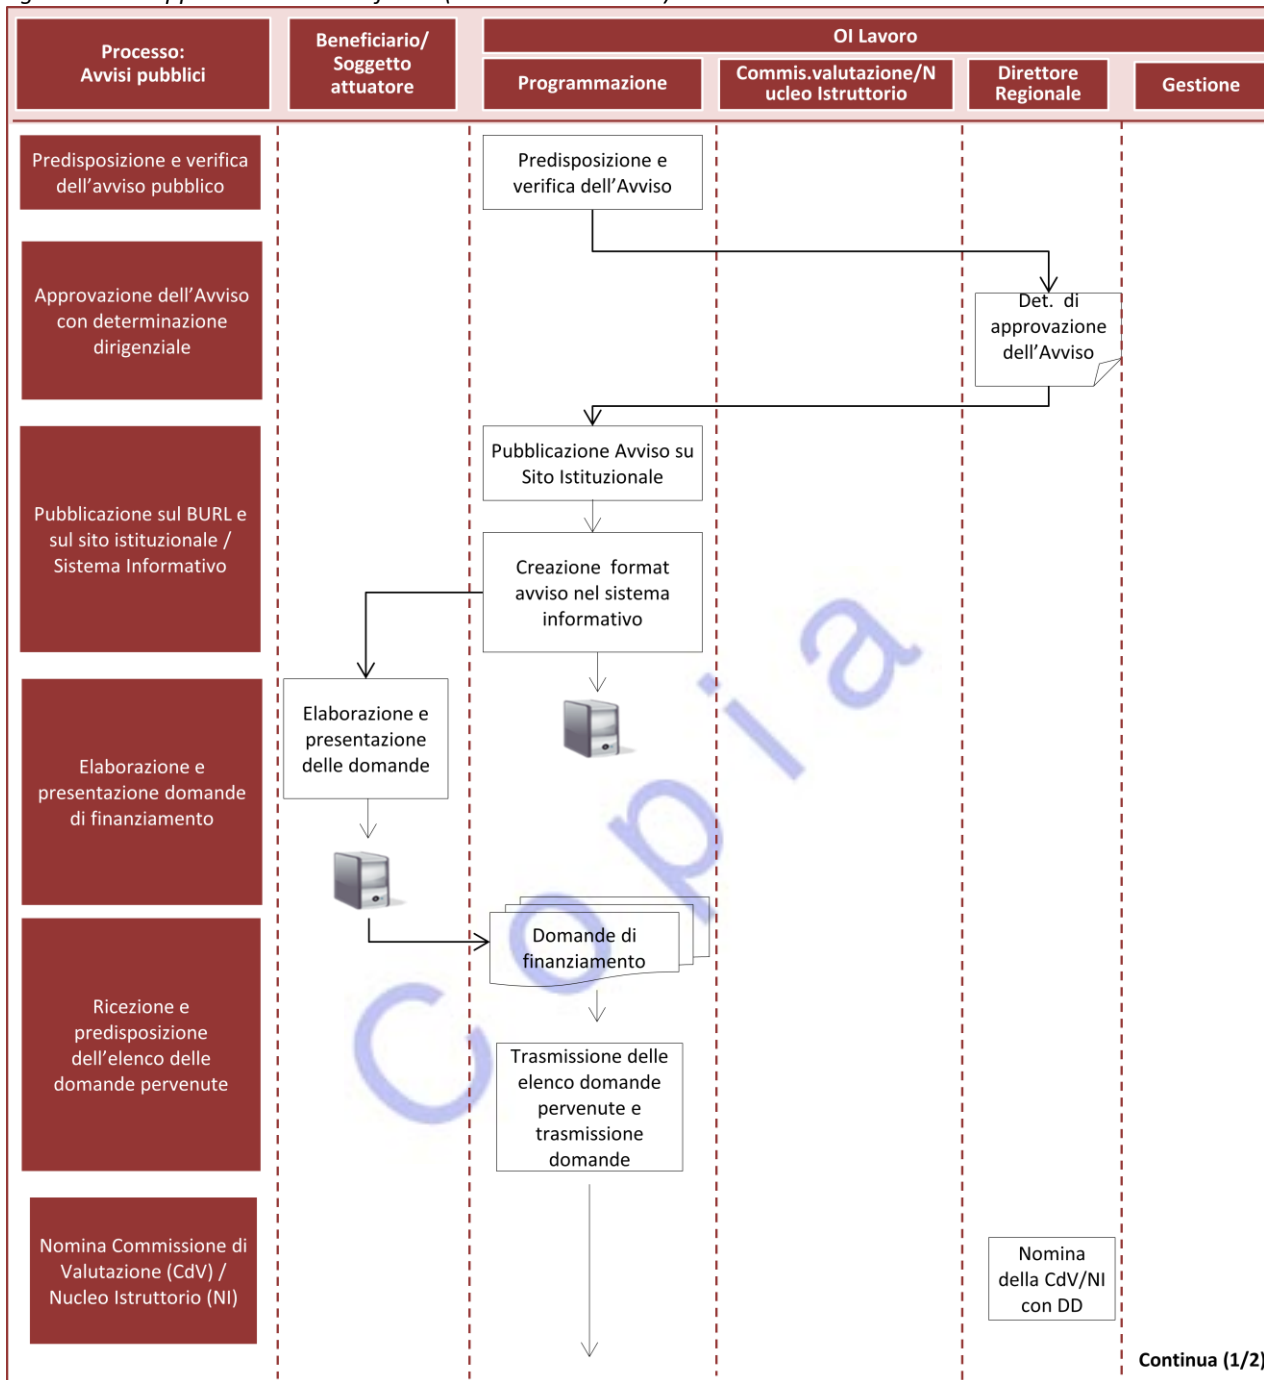 Processo:
Avvisi pubblici
Beneficiario/
Soggetto
attuatore
OI Lavoro
Programmazione
Commis.valutazione/N
ucleo Istruttorio
Direttore
Regionale
Gestione
Predisposizione e verifica
dell'avviso pubblico
Predisposizione e
verifica dell'Avviso
Approvazione dell'Avviso
con determinazione
dirigenziale
Det. di
approvazione
dell'Avviso
Pubblicazione sul BURL e
sul sito istituzionale /
Sistema Informativo
Pubblicazione Avviso su
Sito Istituzionale
Creazione format
avviso nel sistema
informativo
Elaborazione e
presentazione domande
di finanziamento
Elaborazione e
presentazione
delle domande
Ricezione e
predisposizione
dell'elenco delle
domande pervenute
Domande di
finanziamento
Trasmissione delle
elenco domande
pervenute e
trasmissione
domande
Nomina Commissione di
Valutazione (CdV) /
Nucleo Istruttorio (NI)
Nomina
della CdV/NI
con DD
Continua (1/2)
Copia